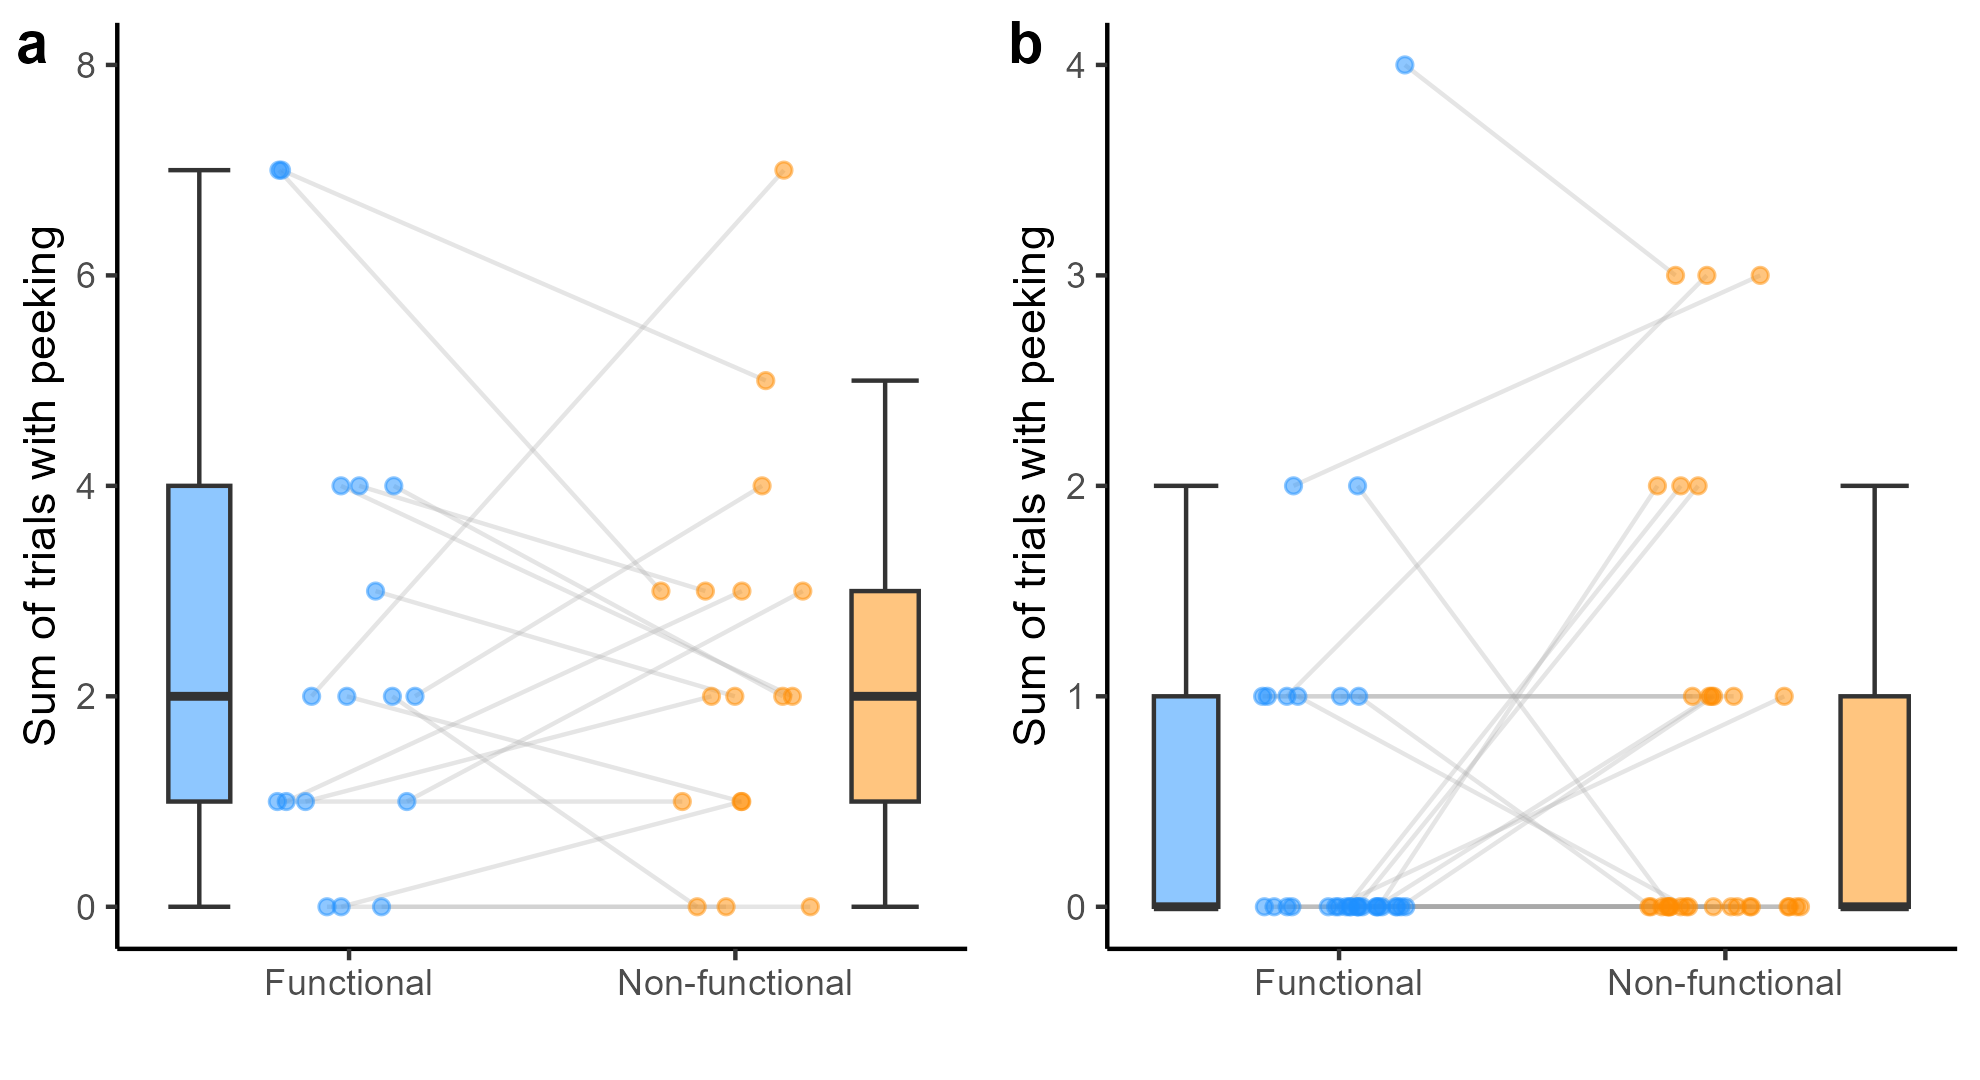 a
8
6
4
2
0
Sum of trials with peeking
Functional
Non-functional
b
4
3
2
1
0
Sum of trials with peeking
Functional
Non-functional